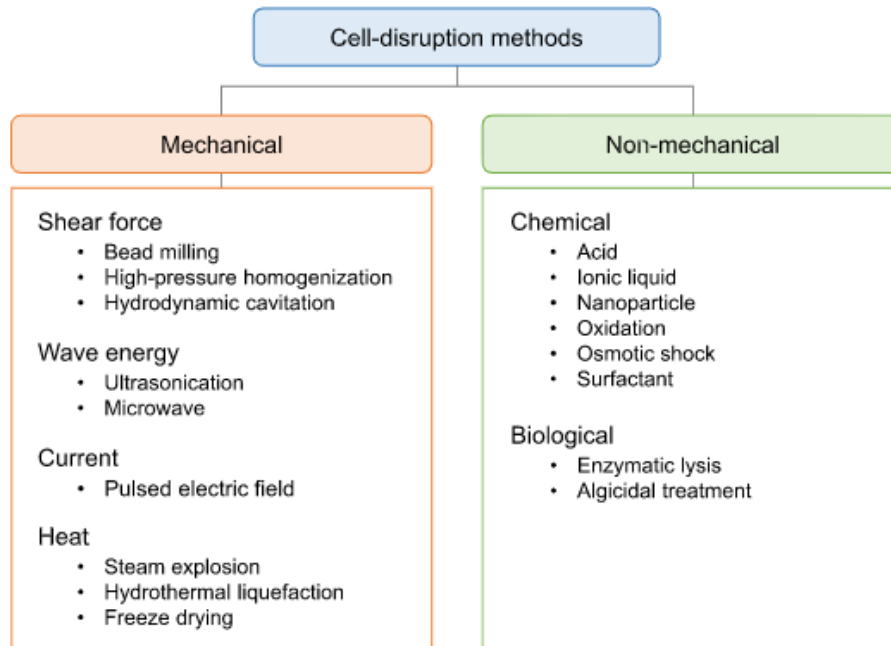 Cell-disruption methods
Mechanical
Shear force
• Bead milling
• High-pressure homogenization
• Hydrodynamic cavitation
Wave energy
• Ultrasonication
• Microwave
Current
• Pulsed electric field
Heat
• Steam explosion
• Hydrothermal liquefaction
• Freeze drying
Non-mechanical
Chemical
• Acid
• Ionic liquid
• Nanoparticle
• Oxidation
• Osmotic shock
• Surfactant
Biological
• Enzymatic lysis
• Algicidal treatment